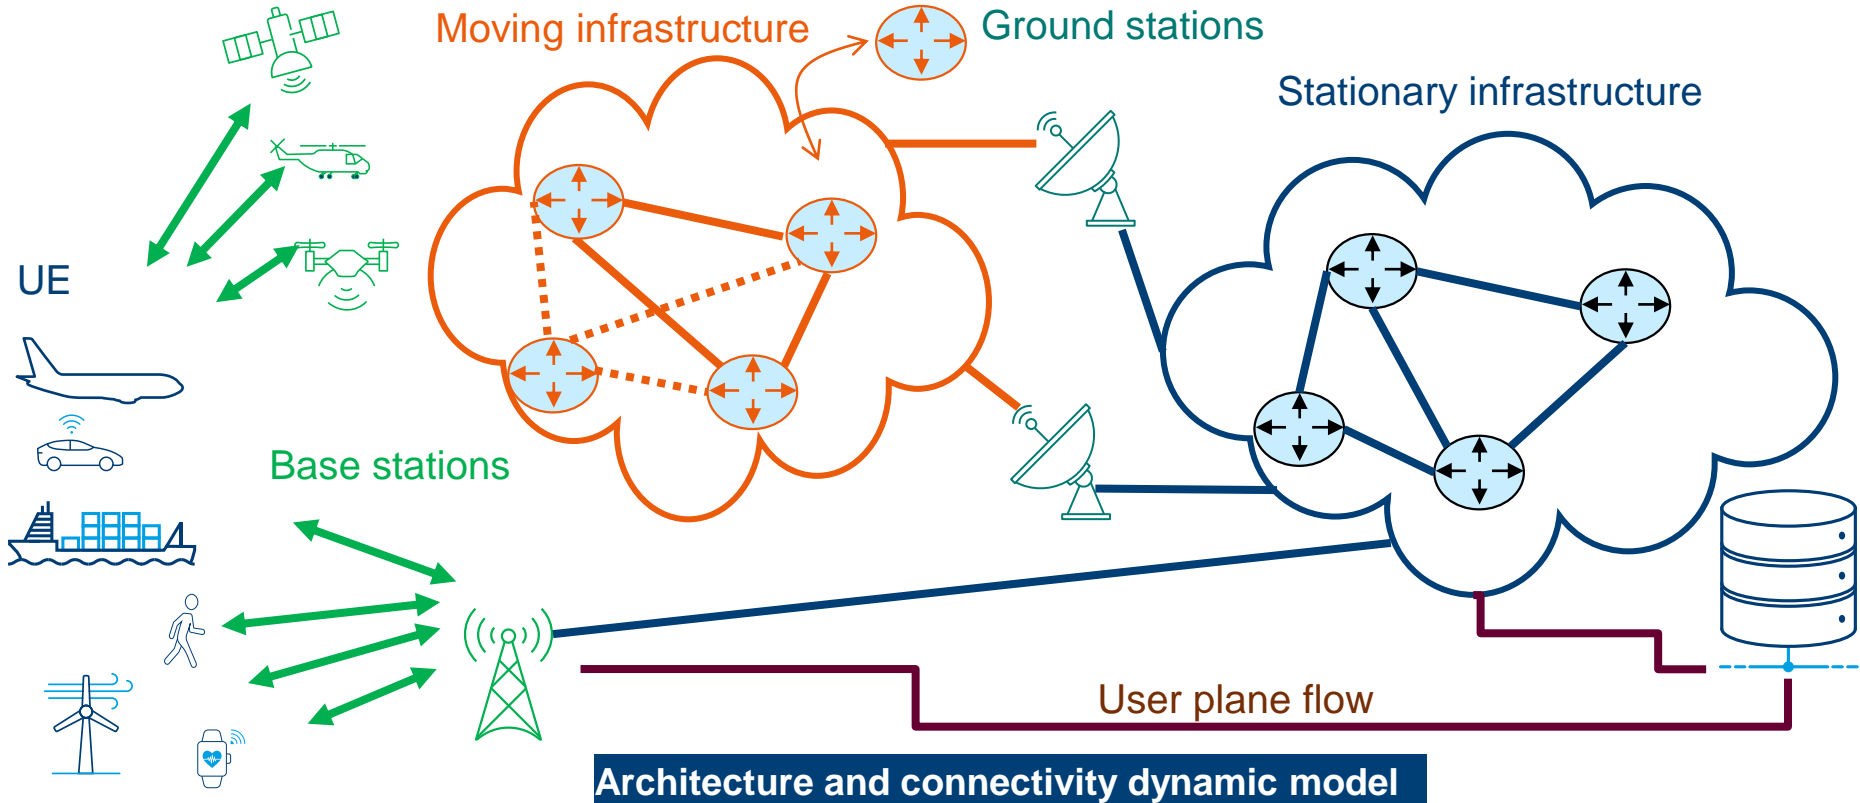 Moving infrastructure
Ground stations
Stationary infrastructure
UE
Base stations
User plane flow
Architecture and connectivity dynamic model